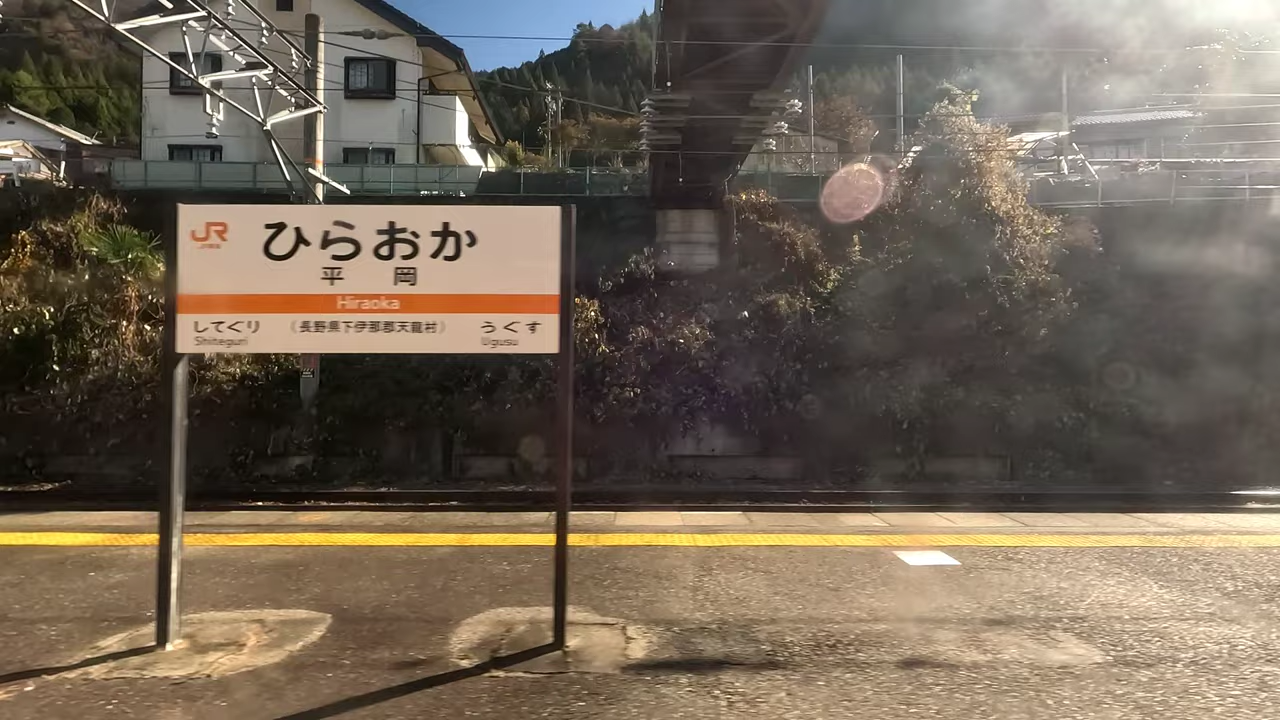 JR
ひらおか
平岡
Hiraoka
してぐり (長野県下伊那郡天龍村) うぐす
Shiteguri Ugusu